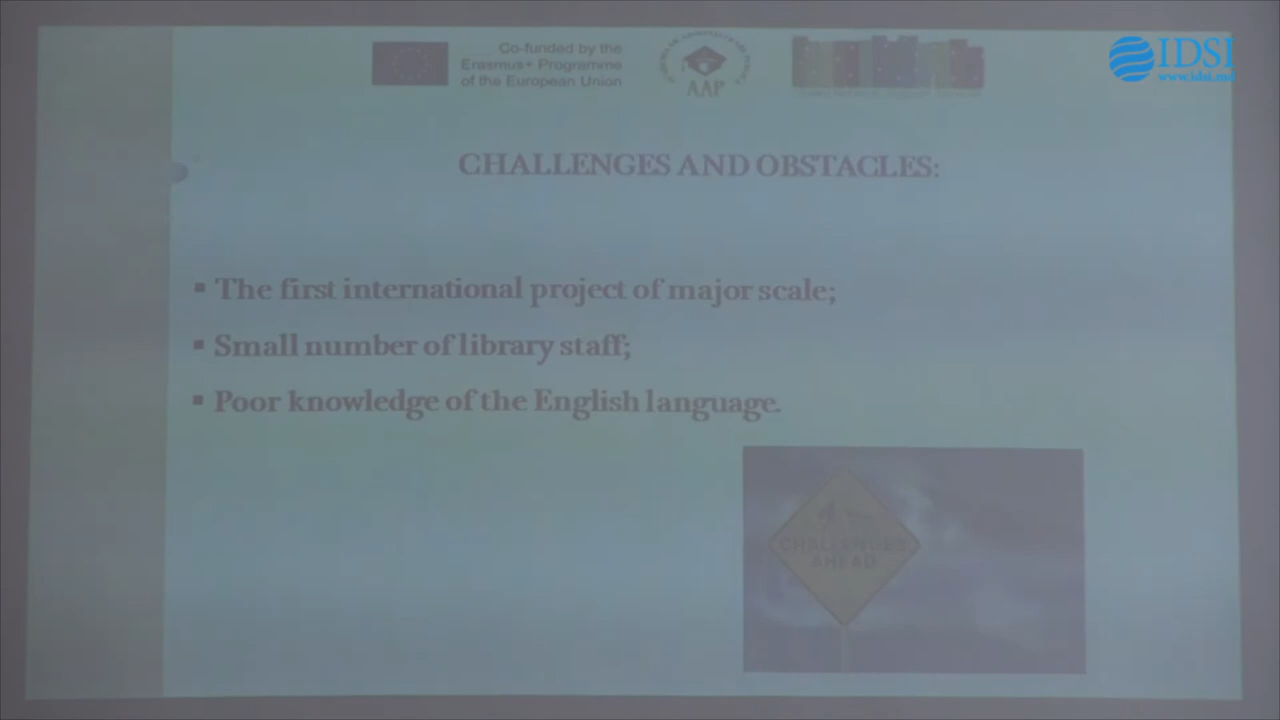 Co-funded by the
Erasmus+ Programme
of the European Union
AAP
IDSI
www.idsi.md
CHALLENGES AND OBSTACLES:
▪ The first international project of major scale;
▪ Small number of library staff;
▪ Poor knowledge of the English language.
CHALLENGES
AHEAD